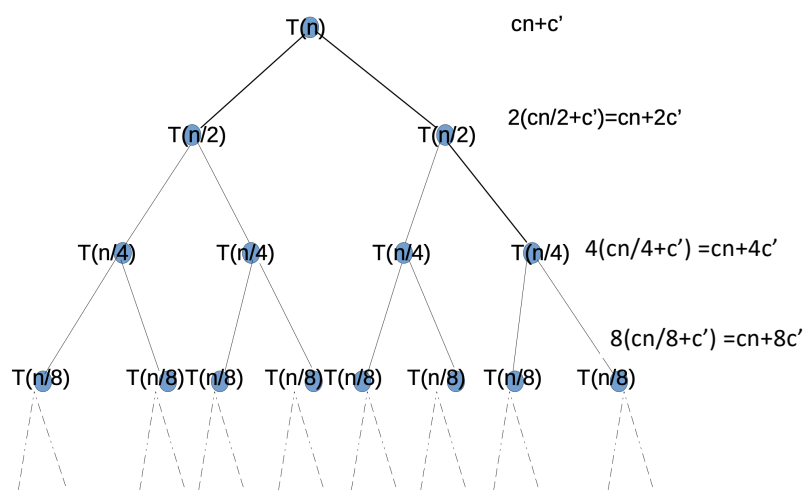 T(n) cn+c’
T(n/2) T(n/2) 2(cn/2+c’)=cn+2c’
T(n/4) T(n/4) T(n/4) T(n/4) 4(cn/4+c’) =cn+4c’
8(cn/8+c’) =cn+8c’
T(n/8) T(n/8) T(n/8) T(n/8) T(n/8) T(n/8) T(n/8) T(n/8)